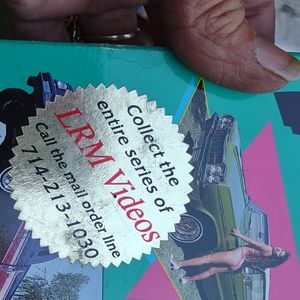 Collect the
entire series of
LRM Videos
Call the mail order line
714-213-1030